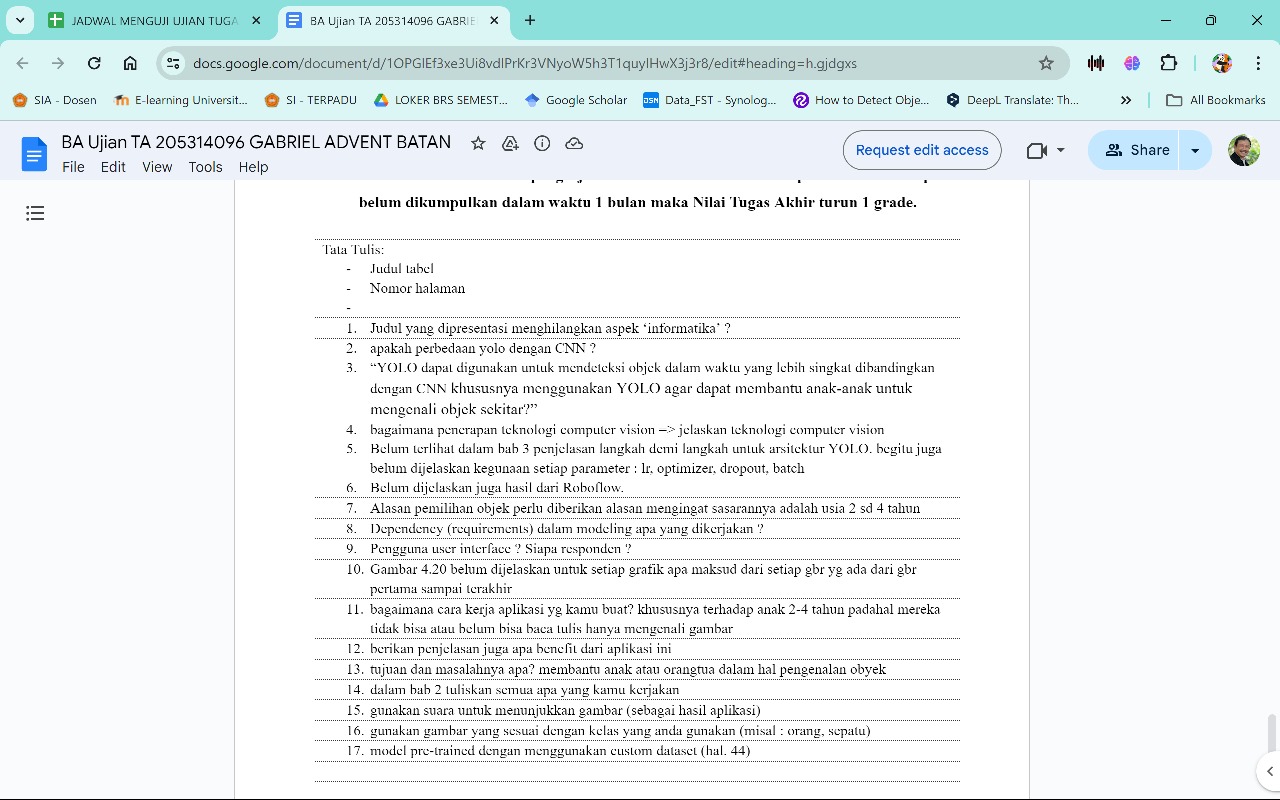 JADWAL MENGUJI UJIAN TUGA
BA Ujian TA 205314096 GABRIE
docs.google.com/document/d/1OPGlEf3xe3Ui8vdlPrKr3VNyoW5h3T1quylHwX3j3r8/edit#heading=h.gjdgxs
SIA - Dosen
E-learning Universit...
SI - TERPADU
LOKER BRS SEMEST...
Google Scholar
Data_FST - Synolog...
How to Detect Obje...
DeepL Translate: Th...
All Bookmarks
BA Ujian TA 205314096 GABRIEL ADVENT BATAN
File Edit View Tools Help
Request edit access
Share
belum dikumpulkan dalam waktu 1 bulan maka Nilai Tugas Akhir turun 1 grade.
Tata Tulis:
- Judul tabel
- Nomor halaman
-
1. Judul yang dipresentasi menghilangkan aspek ‘informatika’ ?
2. apakah perbedaan yolo dengan CNN ?
3. “YOLO dapat digunakan untuk mendeteksi objek dalam waktu yang lebih singkat dibandingkan
dengan CNN khususnya menggunakan YOLO agar dapat membantu anak-anak untuk
mengenali objek sekitar?”
4. bagaimana penerapan teknologi computer vision –> jelaskan teknologi computer vision
5. Belum terlihat dalam bab 3 penjelasan langkah demi langkah untuk arsitektur YOLO. begitu juga
belum dijelaskan kegunaan setiap parameter : lr, optimizer, dropout, batch
6. Belum dijelaskan juga hasil dari Roboflow.
7. Alasan pemilihan objek perlu diberikan alasan mengingat sasarannya adalah usia 2 sd 4 tahun
8. Dependency (requirements) dalam modeling apa yang dikerjakan ?
9. Pengguna user interface ? Siapa responden ?
10. Gambar 4.20 belum dijelaskan untuk setiap grafik apa maksud dari setiap gbr yg ada dari gbr
pertama sampai terakhir
11. bagaimana cara kerja aplikasi yg kamu buat? khususnya terhadap anak 2-4 tahun padahal mereka
tidak bisa atau belum bisa baca tulis hanya mengenali gambar
12. berikan penjelasan juga apa benefit dari aplikasi ini
13. tujuan dan masalahnya apa? membantu anak atau orangtua dalam hal pengenalan obyek
14. dalam bab 2 tuliskan semua apa yang kamu kerjakan
15. gunakan suara untuk menunjukkan gambar (sebagai hasil aplikasi)
16. gunakan gambar yang sesuai dengan kelas yang anda gunakan (misal : orang, sepatu)
17. model pre-trained dengan menggunakan custom dataset (hal. 44)